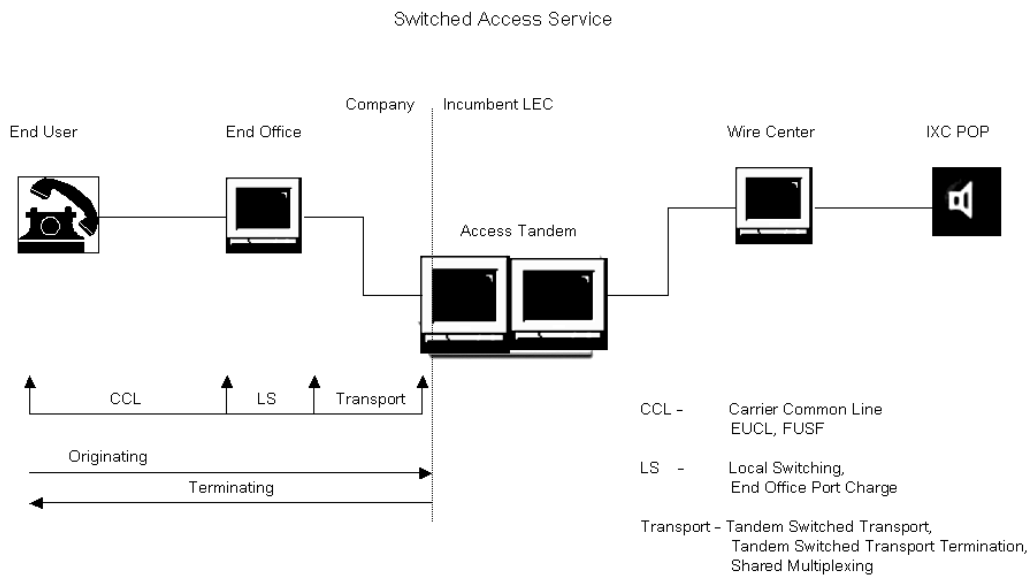 Switched Access Service
Company
Incumbent LEC
End User
End Office
Wire Center
IXC POP
Access Tandem
CCL
LS
Transport
Originating
Terminating
CCL – Carrier Common Line
EUCL, FUSF
LS – Local Switching,
End Office Port Charge
Transport – Tandem Switched Transport,
Tandem Switched Transport Termination,
Shared Multiplexing